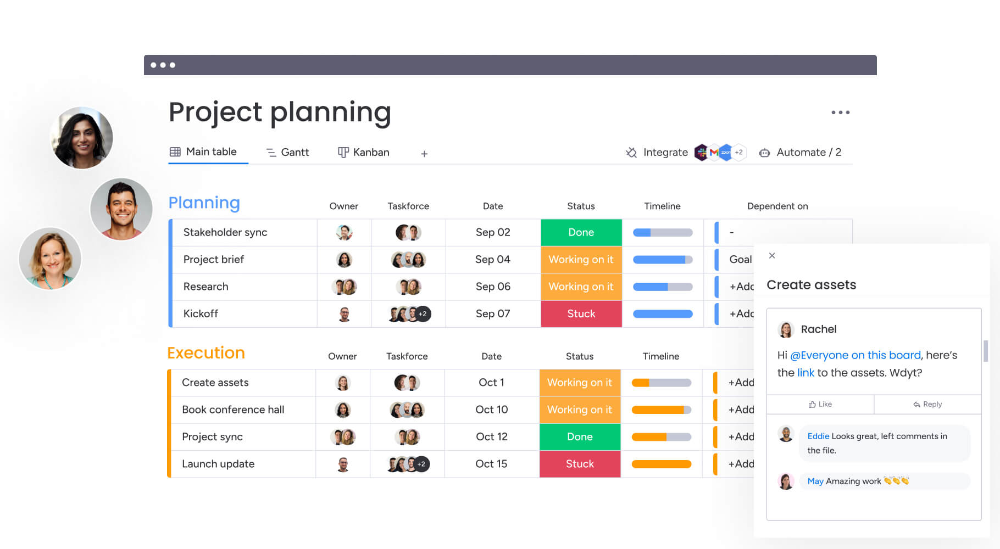 Project planning
Main table
Gantt
Kanban
+
Integrate
zoom
+2
Automate / 2
Planning
Owner
Taskforce
Date
Status
Timeline
Dependent on
Stakeholder sync
Sep 02
Done
-
Project brief
Sep 04
Working on it
Goal
Research
Sep 06
Working on it
+Add
Kickoff
+2
Sep 07
Stuck
+Add
Execution
Owner
Taskforce
Date
Status
Timeline
Create assets
Oct 1
Working on it
+Add
Book conference hall
Oct 10
Working on it
+Add
Project sync
Oct 12
Done
+Add
Launch update
+2
Oct 15
Stuck
+Add
Create assets
Rachel
Hi @Everyone on this board, here's
the link to the assets. Wdyt?
Like
Reply
Eddie Looks great, left comments in
the file.
May Amazing work 👏👏👏